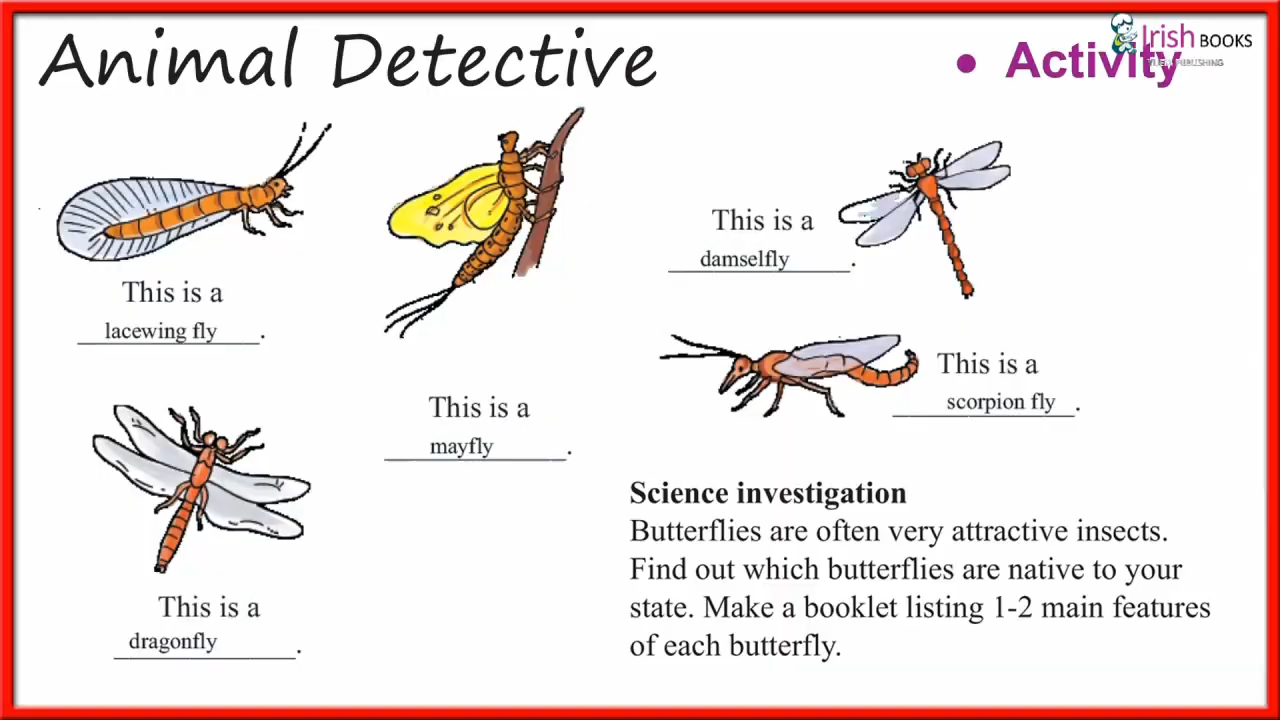 Animal Detective
• Activity
Irish BOOKS
This is a
lacewing fly.
This is a
mayfly.
This is a
damselfly.
This is a
scorpion fly.
This is a
dragonfly.
Science investigation
Butterflies are often very attractive insects.
Find out which butterflies are native to your
state. Make a booklet listing 1-2 main features
of each butterfly.